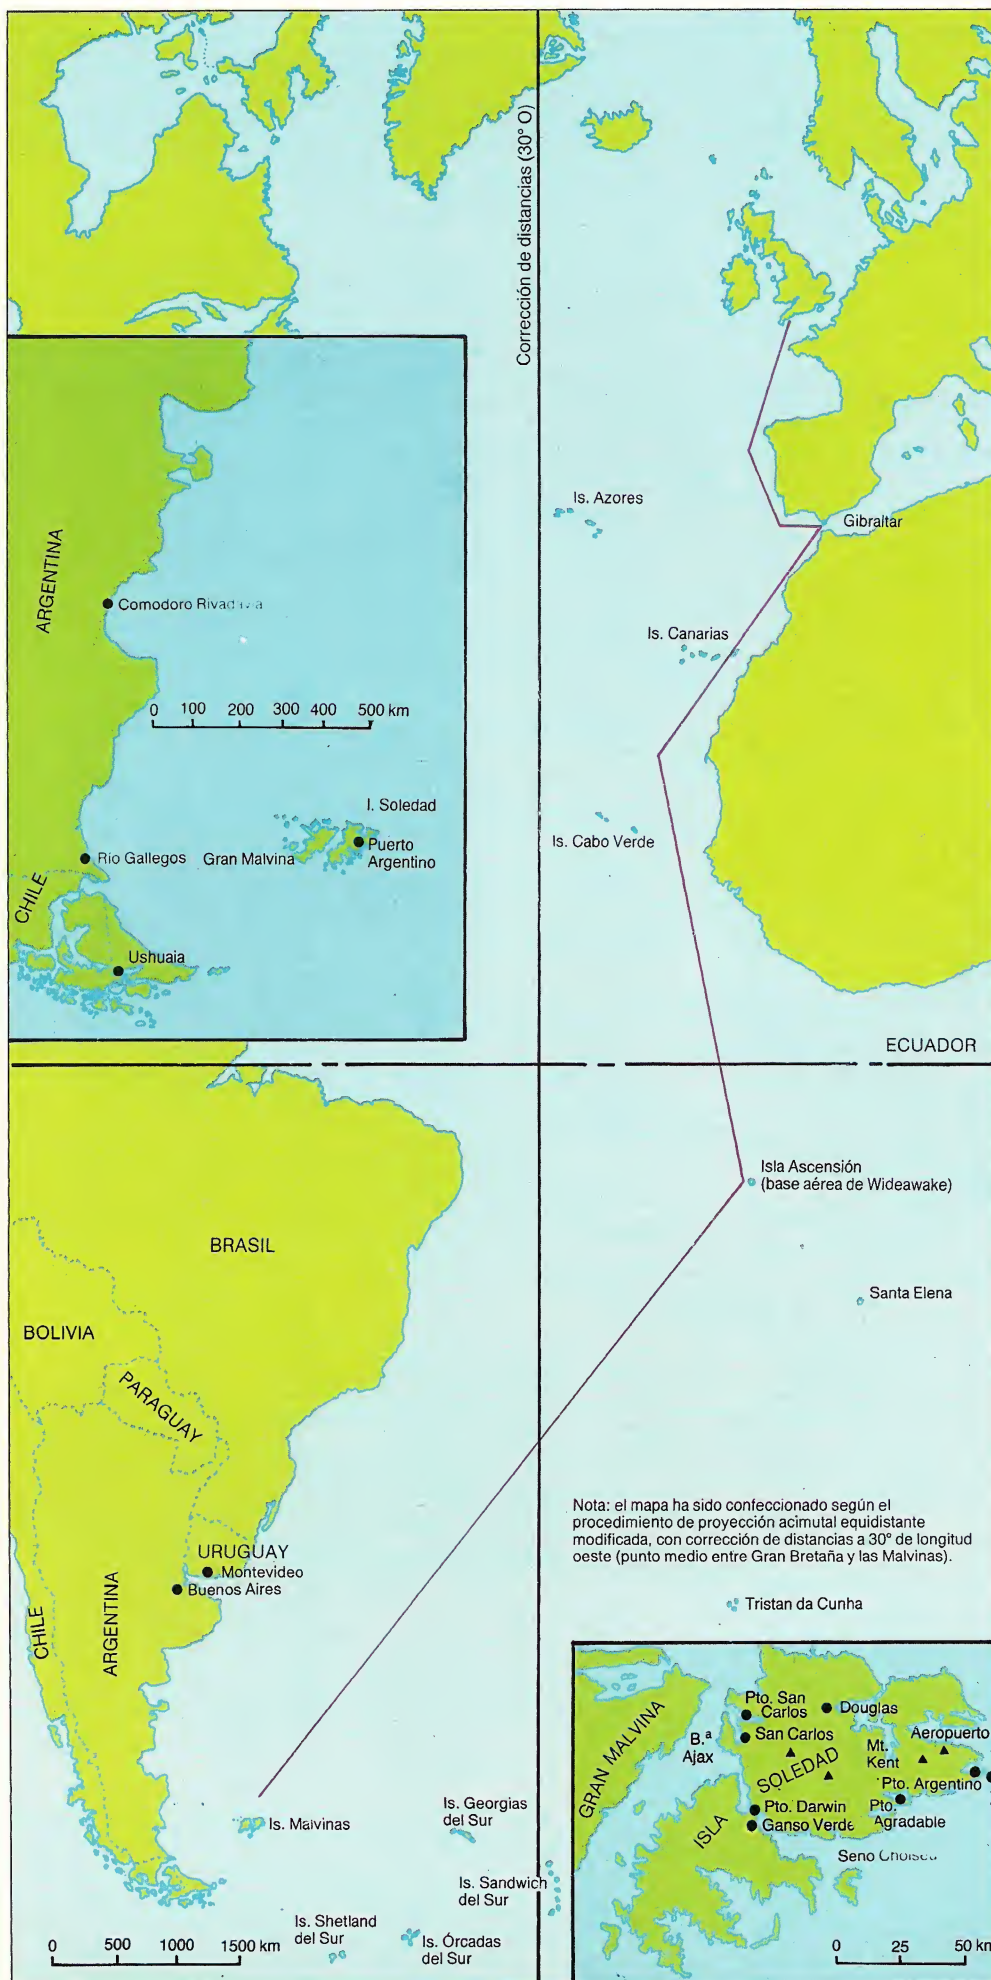 Corrección de distancias (30° O)
Is. Azores
Gibraltar
Is. Canarias
Is. Cabo Verde
ARGENTINA
Comodoro
0 100 200 300 400 500 km
I. Soledad
Puerto
Argentino
Gran Malvina
Río Gallegos
CHILE
Ushuaia
ECUADOR
Isla Ascensión
(base aérea de Wideawake)
Santa Elena
BRASIL
BOLIVIA
PARAGUAY
URUGUAY
Montevideo
Buenos Aires
CHILE
ARGENTINA
Nota: el mapa ha sido confeccionado según el
procedimiento de proyección acimutal equidistante
modificada, con corrección de distancias a 30° de longitud
oeste (punto medio entre Gran Bretaña y las Malvinas).
Tristan da Cunha
Is. Malvinas
Is. Georgias
del Sur
Is. Sandwich
del Sur
Is. Shetland
del Sur
Is. Órcadas
del Sur
0 500 1000 1500 km
GRAN MALVINA
Pto. San
Carlos
Douglas
B.ª
Ajax
San Carlos
Mt.
Kent
Aeropuerto
ISLA SOLEDAD
Pto. Argentino
Pto. Darwin
Pto.
Agradable
Ganso Verde
Seno
0 25 50 km